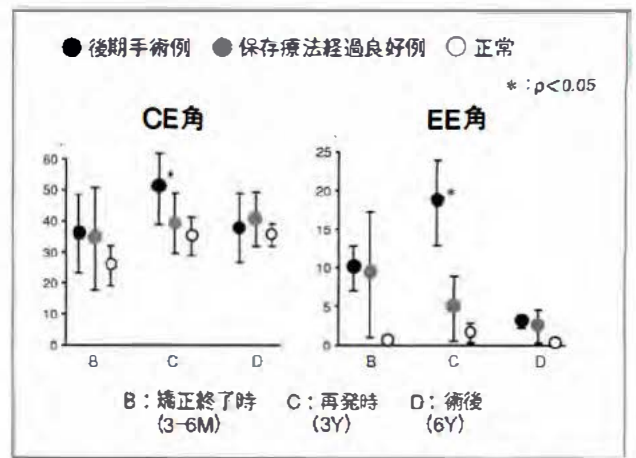 ● 後期手術例 ● 保存療法経過良好例 ○ 正常
* : p<0.05
CE角
60
50
40
30
20
10
0
B C D
*
EE角
25
20
15
10
5
0
B C D
*
B : 矯正終了時 C : 再発時 D : 術後
(3-6M) (3Y) (6Y)